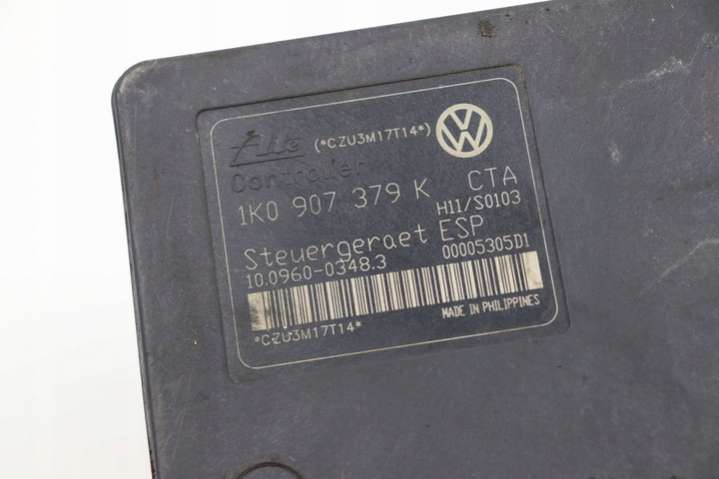 Ate (*CZU3M17T14*)
Controller
1K0 907 379 K CTA
H11/S0103
Steuergeraet ESP
10.0960-0348.3 00005305D1
MADE IN PHILIPPINES
*CZU3M17T14*